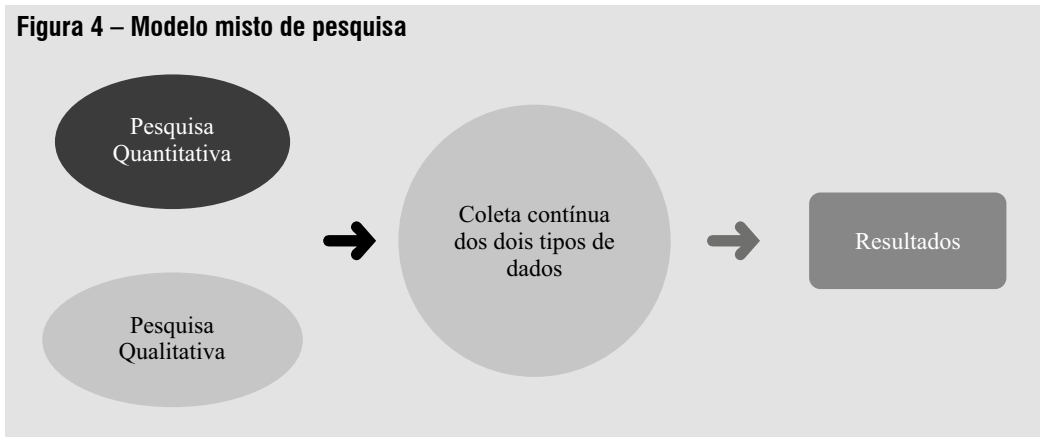 Figura 4 – Modelo misto de pesquisa
Pesquisa
Quantitativa
Pesquisa
Qualitativa
Coleta contínua
dos dois tipos de
dados
Resultados